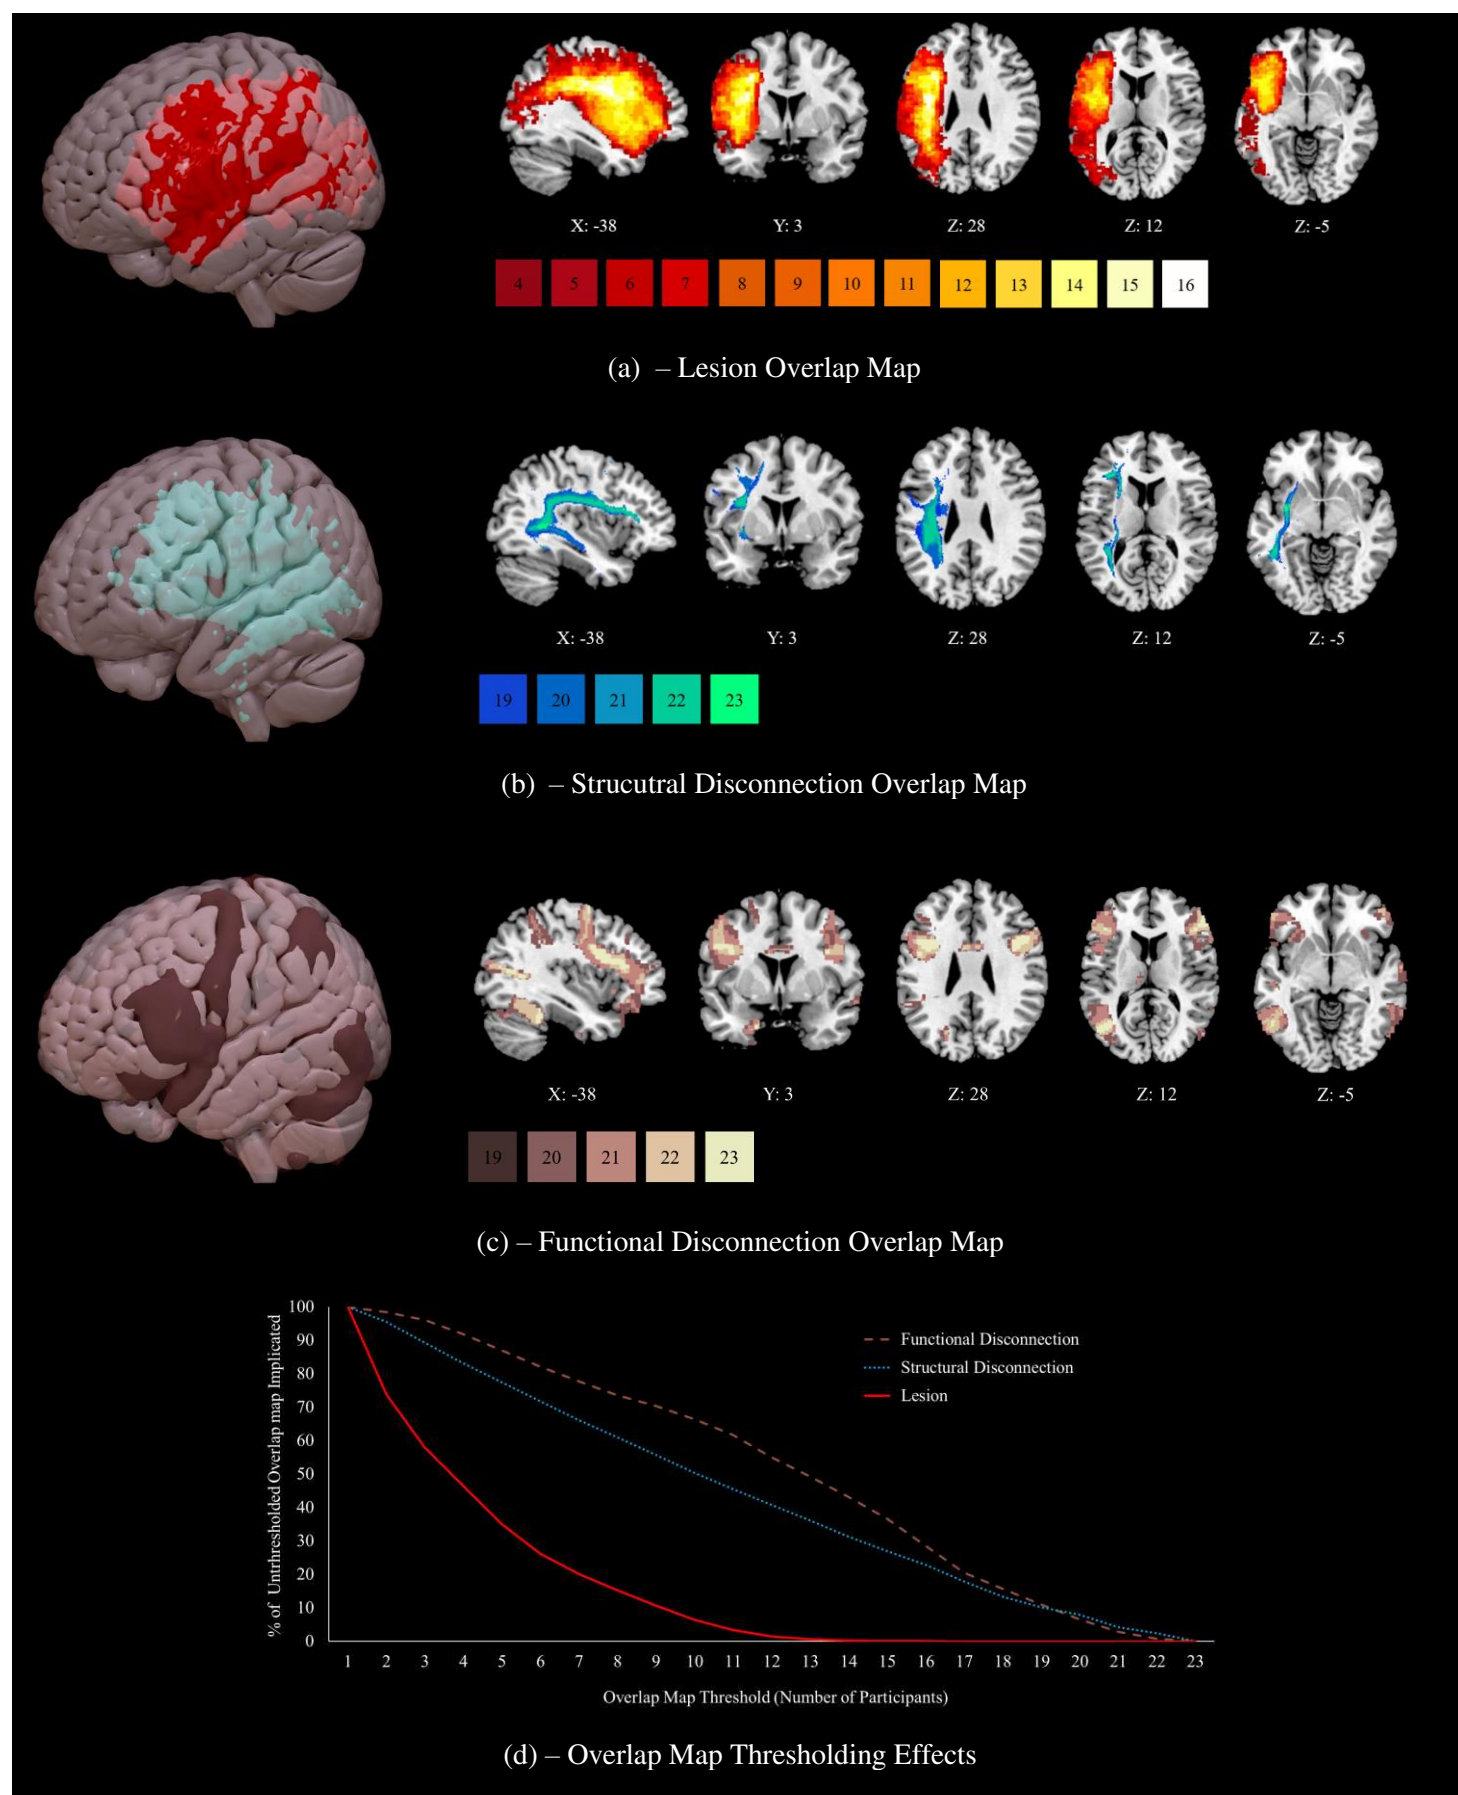 X: -38 Y: 3 Z: 28 Z: 12 Z: -5
4 5 6 7 8 9 10 11 12 13 14 15 16
(a) – Lesion Overlap Map
X: -38 Y: 3 Z: 28 Z: 12 Z: -5
19 20 21 22 23
(b) – Strucutral Disconnection Overlap Map
X: -38 Y: 3 Z: 28 Z: 12 Z: -5
19 20 21 22 23
(c) – Functional Disconnection Overlap Map
% of Untrhresholded Overlap map Implicated
100
90
80
70
60
50
40
30
20
10
0
Functional Disconnection
Structural Disconnection
Lesion
1 2 3 4 5 6 7 8 9 10 11 12 13 14 15 16 17 18 19 20 21 22 23
Overlap Map Threshold (Number of Participants)
(d) – Overlap Map Thresholding Effects